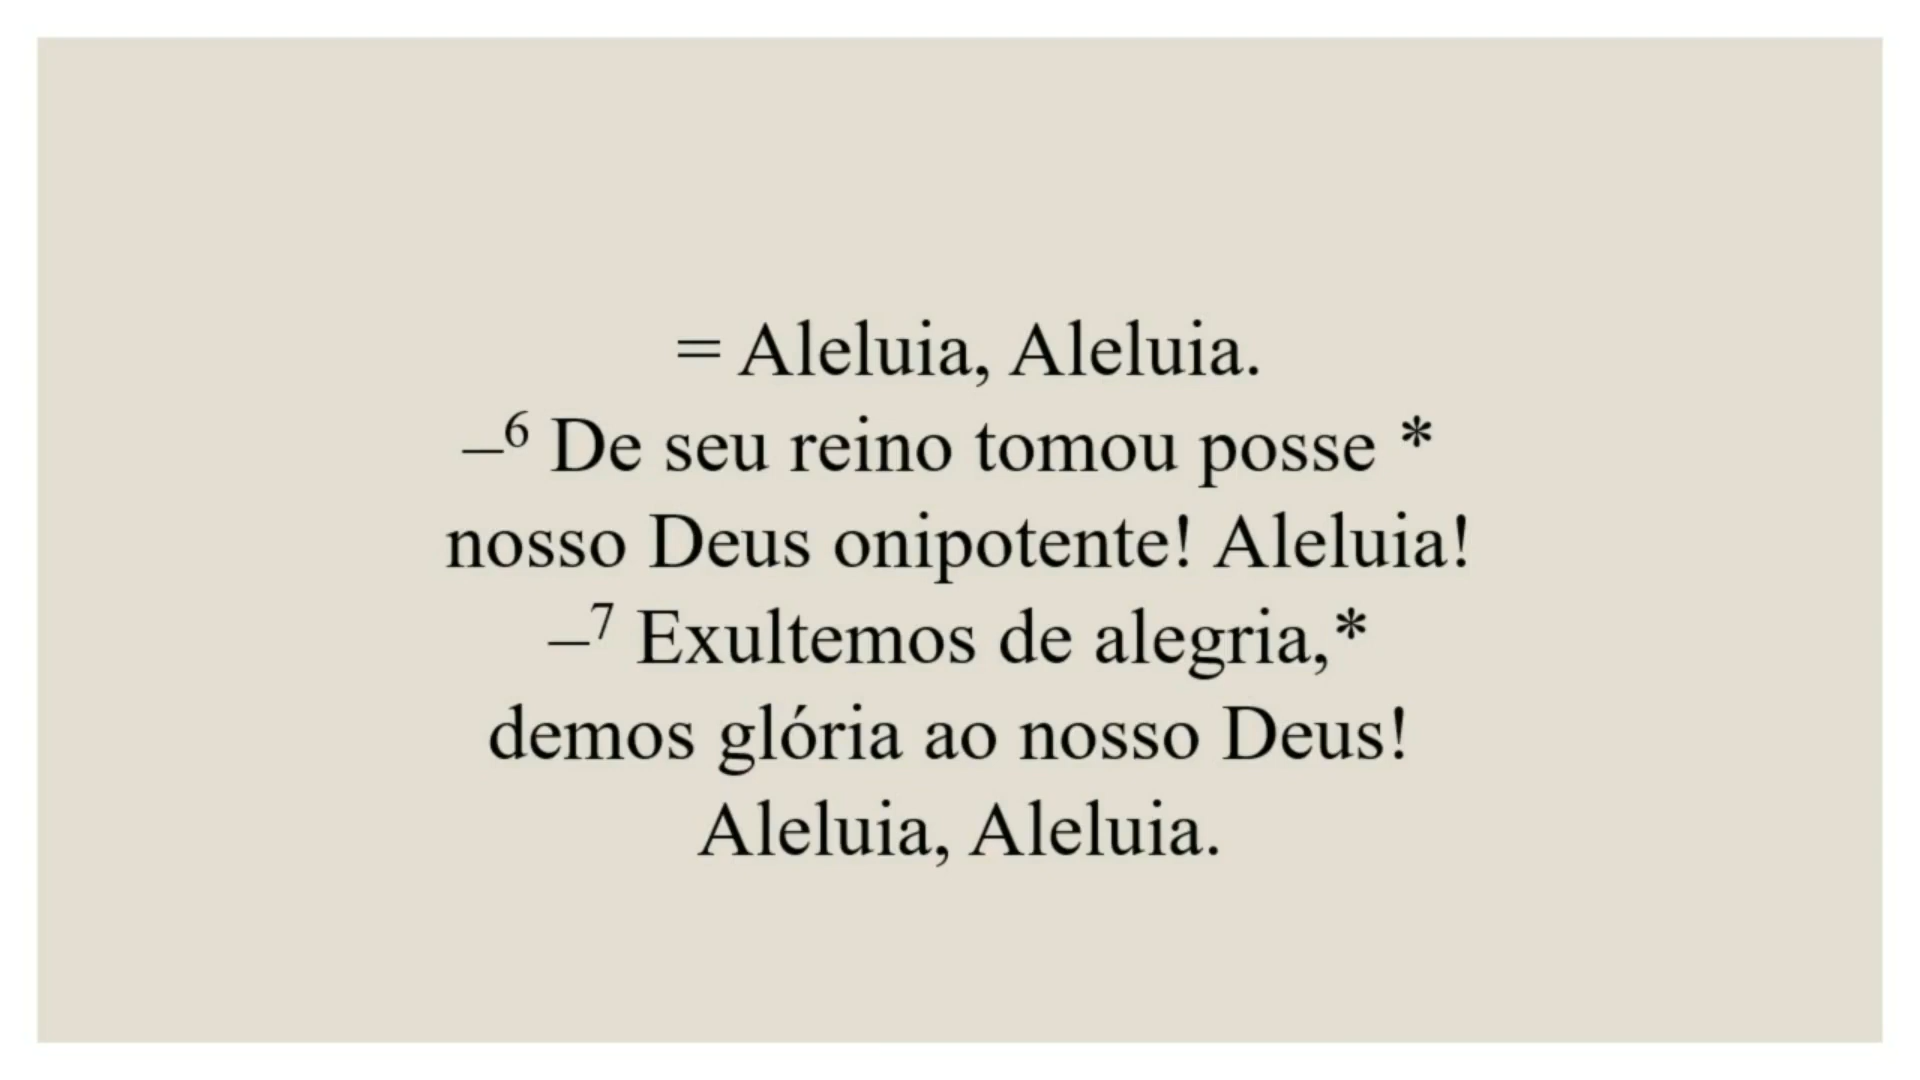 = Aleluia, Aleluia.
–⁶ De seu reino tomou posse *
nosso Deus onipotente! Aleluia!
–⁷ Exultemos de alegria,*
demos glória ao nosso Deus!
Aleluia, Aleluia.